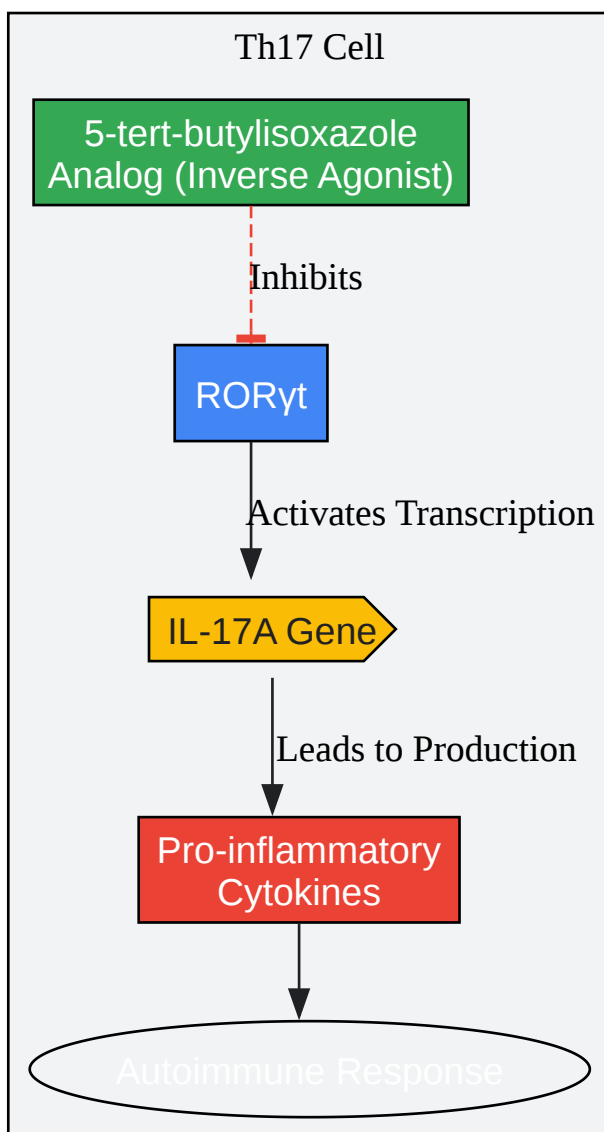 Th17 Cell
5-tert-butylisoxazole
Analog (Inverse Agonist)
Inhibits
RORγt
Activates Transcription
IL-17A Gene
Leads to Production
Pro-inflammatory
Cytokines
Autoimmune Response